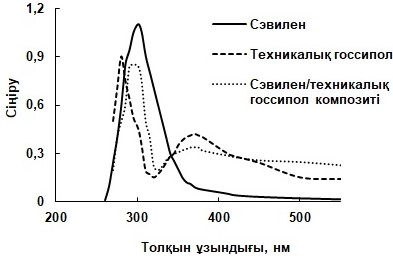 1,2
0,9
0,6
0,3
0
200
300
400
500
Сіңіру
Толқын ұзындығы, нм
Сэвилен
Техникалық госсипол
Сэвилен/техникалық
госсипол композиті